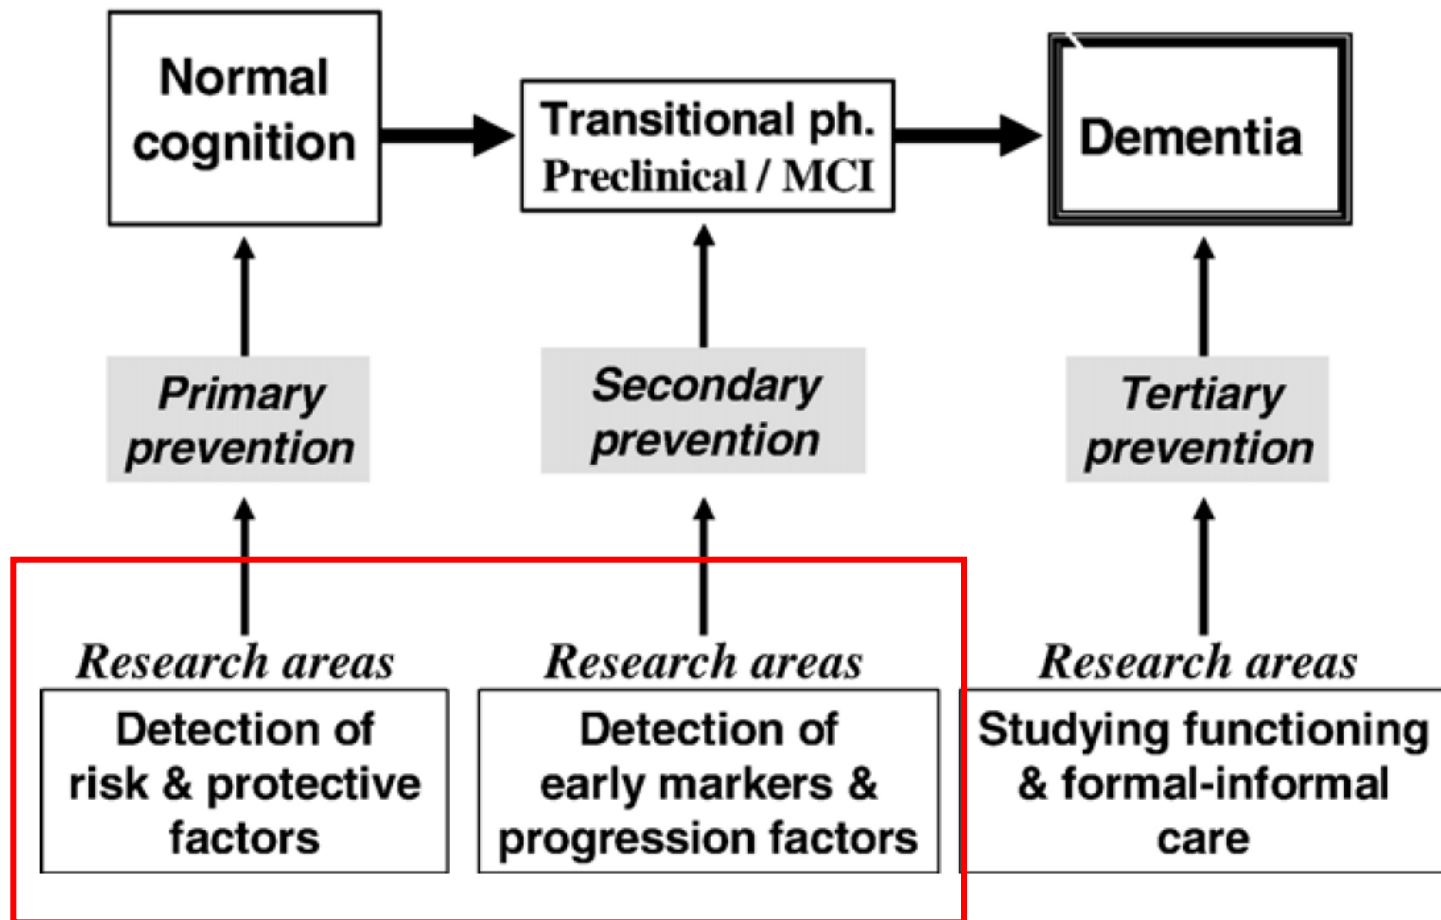 Normal
cognition
Transitional ph.
Preclinical / MCI
Dementia
Primary
prevention
Secondary
prevention
Tertiary
prevention
Research areas
Detection of
risk & protective
factors
Research areas
Detection of
early markers &
progression factors
Research areas
Studying functioning
& formal-informal
care